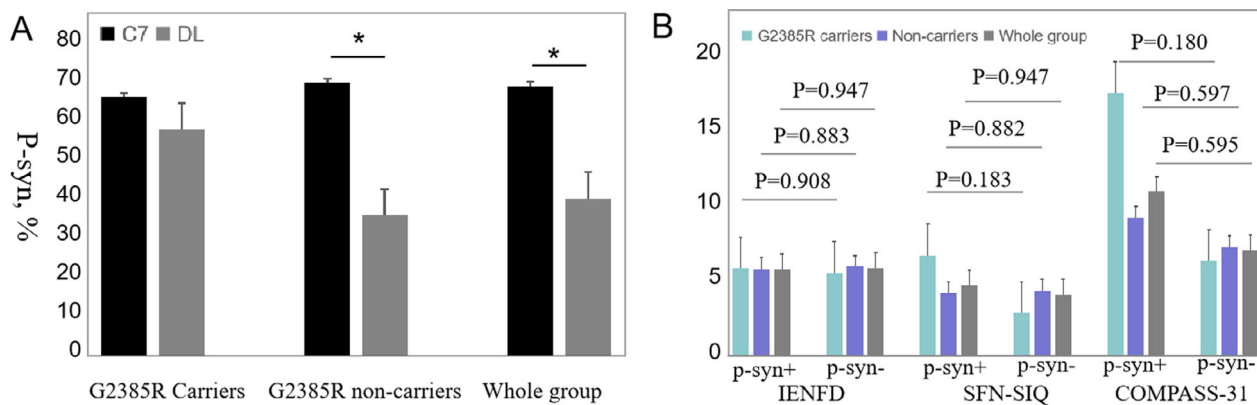 A
C7 DL
80
70
60
50
40
30
20
10
0
P-syn, %
*
*
G2385R Carriers
G2385R non-carriers
Whole group
B
G2385R carriers Non-carriers Whole group
20
15
10
5
0
P=0.947
P=0.883
P=0.908
P=0.947
P=0.882
P=0.183
P=0.180
P=0.597
P=0.595
p-syn+ p-syn- p-syn+ p-syn- p-syn+ p-syn-
IENFD SFN-SIQ COMPASS-31